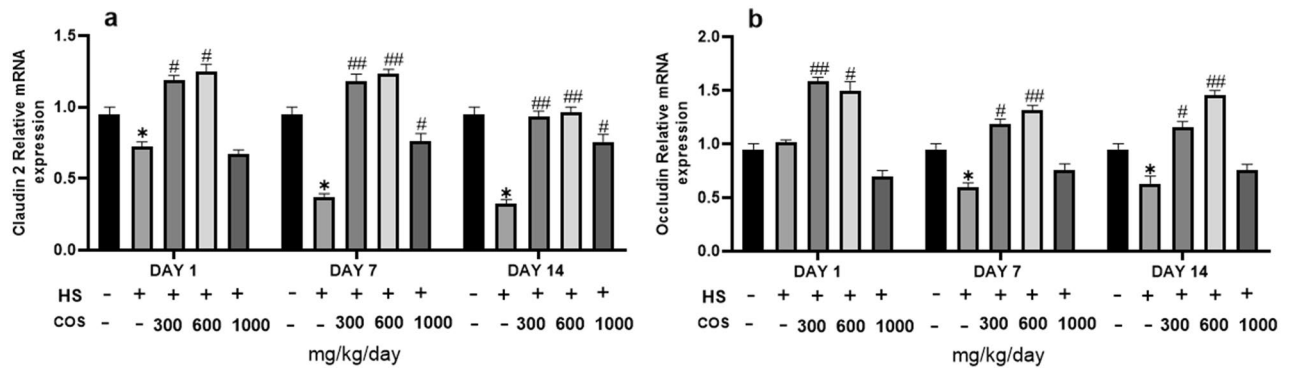 a
Claudin 2 Relative mRNA
expression
1.5
1.0
0.5
0.0
*
#
#
*
##
##
#
*
##
##
#
DAY 1 DAY 7 DAY 14
HS - + + + + - + + + + - + + + +
COS - - 300 600 1000 - - 300 600 1000 - - 300 600 1000
mg/kg/day
b
Occludin Relative mRNA
expression
2.0
1.5
1.0
0.5
0.0
##
#
*
#
##
*
#
##
DAY 1 DAY 7 DAY 14
HS - + + + + - + + + + - + + + +
COS - - 300 600 1000 - - 300 600 1000 - - 300 600 1000
mg/kg/day